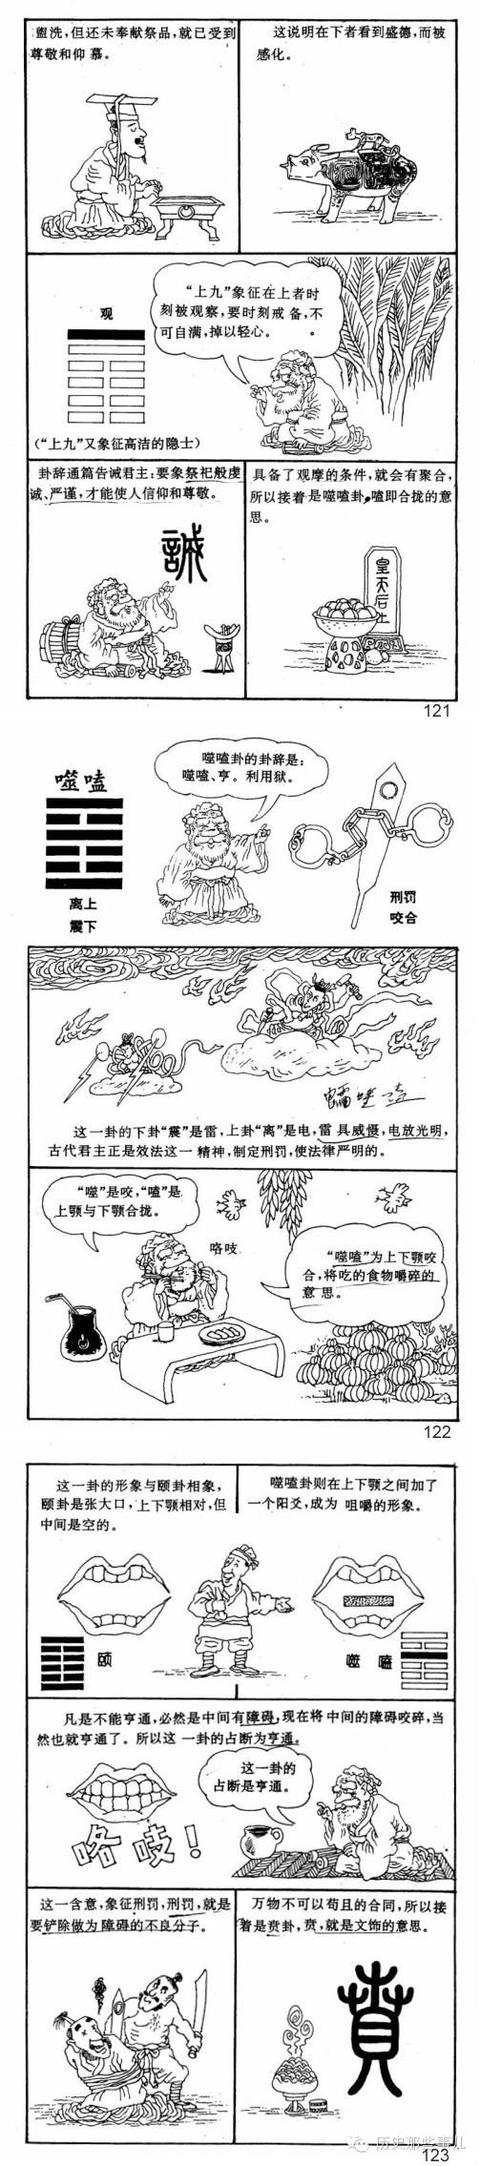 盥洗，但还未奉献祭品，就已受到
尊敬和仰慕。
这说明在下者看到盛德，而被
感化。
观
“上九”象征在上者时
刻被观察，要时刻戒备，不
可自满，掉以轻心。
（“上九”又象征高洁的隐士）
卦辞通篇告诫君主：要象祭祀般虔
诚、严谨，才能使人信仰和尊敬。
誠
具备了观摩的条件，就会有聚合，
所以接着是噬嗑卦，嗑即合拢的意
思。
皇天后土
121
噬嗑
离上
震下
噬嗑卦的卦辞是：
噬嗑、亨。利用狱。
刑罚
咬合
这一卦的下卦“震”是雷，上卦“离”是电，雷具威慑，电放光明，
古代君主正是效法这一精神，制定刑罚，使法律严明的。
“噬”是咬，“嗑”是
上颚与下颚合拢。
咯吱
“噬嗑”为上下颚咬
合，将吃的食物嚼碎的
意思。
122
这一卦的形象与颐卦相象，
颐卦是张大口，上下颚相对，但
中间是空的。
噬嗑卦则在上下颚之间加了
一个阳爻，成为咀嚼的形象。
颐
噬嗑
凡是不能亨通，必然是中间有障碍，现在将中间的障碍咬碎，当
然也就亨通了。所以这一卦的占断为亨通。
这一卦的
占断是亨通。
咯吱！
这一含意，象征刑罚，刑罚，就是
要铲除做为障碍的不良分子。
万物不可以苟且的合同，所以接
着是贲卦，贲，就是文饰的意思。
賁
历史那些事儿
123